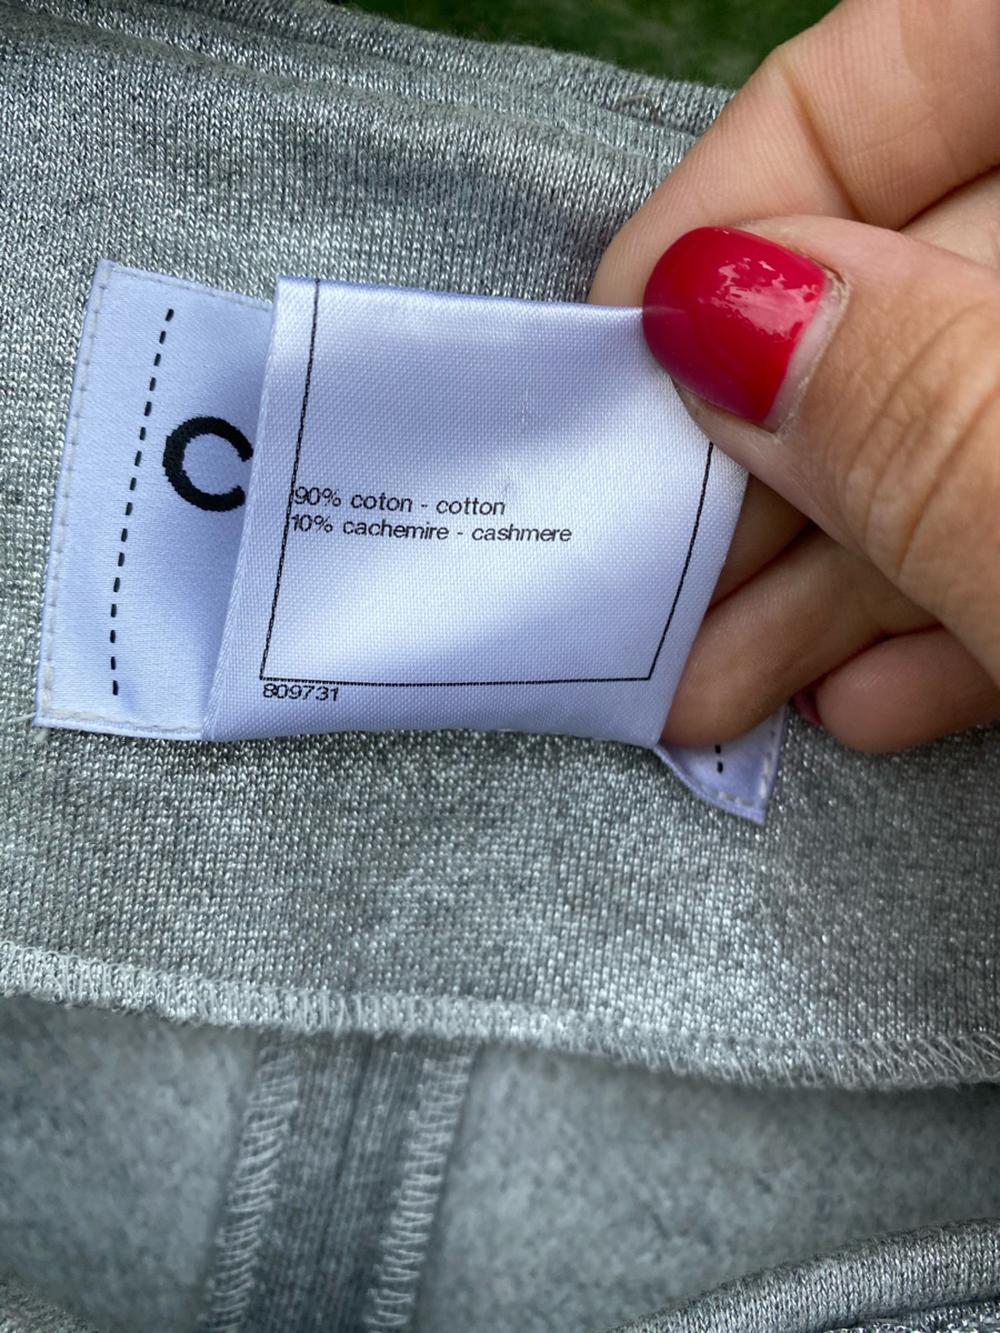 C
90% coton - cotton
10% cachemire - cashmere
809731